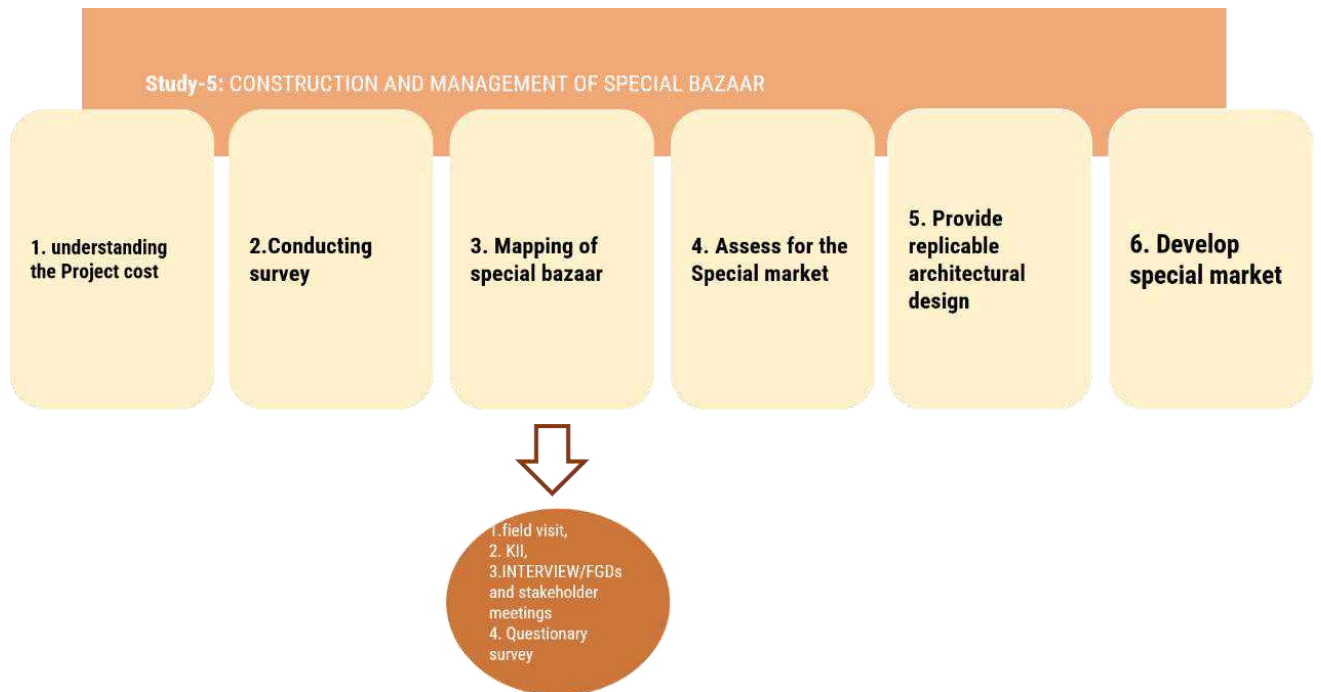 Study-5: CONSTRUCTION AND MANAGEMENT OF SPECIAL BAZAAR
1. understanding
the Project cost
2.Conducting
survey
3. Mapping of
special bazaar
4. Assess for the
Special market
5. Provide
replicable
architectural
design
6. Develop
special market
1.field visit,
2. KII,
3.INTERVIEW/FGDs
and stakeholder
meetings
4. Questionary
survey